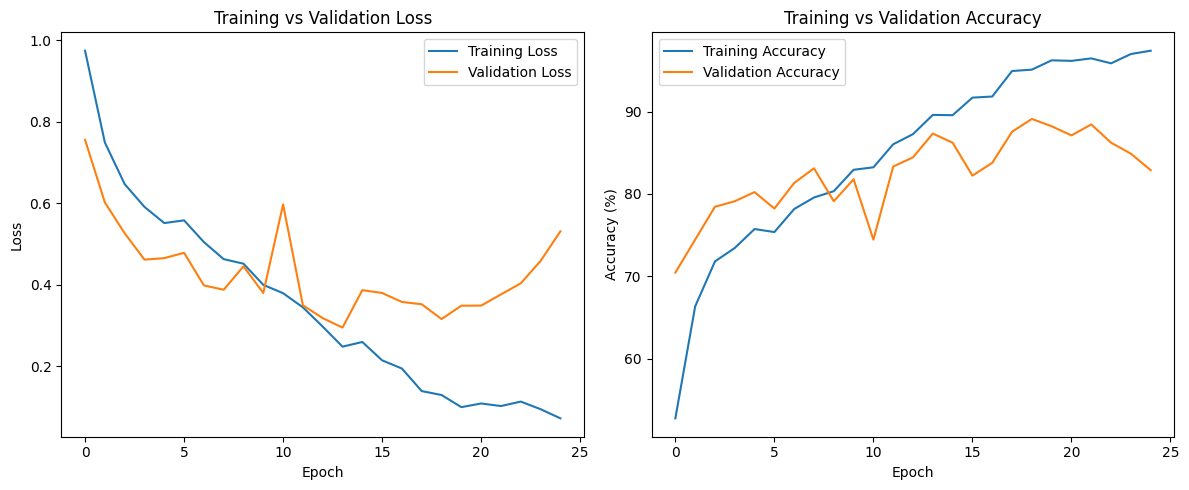 Training vs Validation Loss
Training Loss
Validation Loss
1.0
0.8
0.6
0.4
0.2
Loss
0 5 10 15 20 25
Epoch
Training vs Validation Accuracy
Training Accuracy
Validation Accuracy
90
80
70
60
Accuracy (%)
0 5 10 15 20 25
Epoch